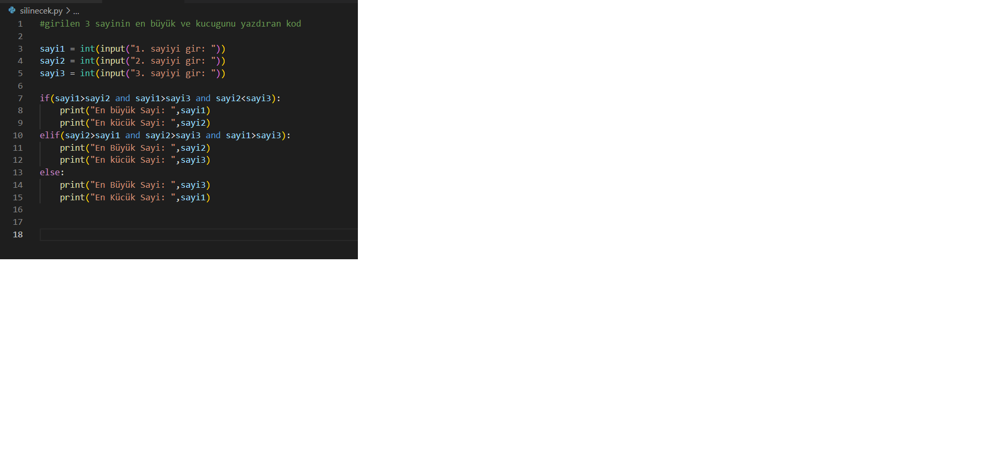 silinecek.py > ...
1 #girilen 3 sayinin en büyük ve kucugunu yazdıran kod
2
3 sayi1 = int(input("1. sayiyi gir: "))
4 sayi2 = int(input("2. sayiyi gir: "))
5 sayi3 = int(input("3. sayiyi gir: "))
6
7 if(sayi1>sayi2 and sayi1>sayi3 and sayi2<sayi3):
8     print("En büyük Sayi: ",sayi1)
9     print("En kücük Sayi: ",sayi2)
10 elif(sayi2>sayi1 and sayi2>sayi3 and sayi1>sayi3):
11     print("En Büyük Sayi: ",sayi2)
12     print("En kücük Sayi: ",sayi3)
13 else:
14     print("En Büyük Sayi: ",sayi3)
15     print("En Kücük Sayi: ",sayi1)
16
17
18